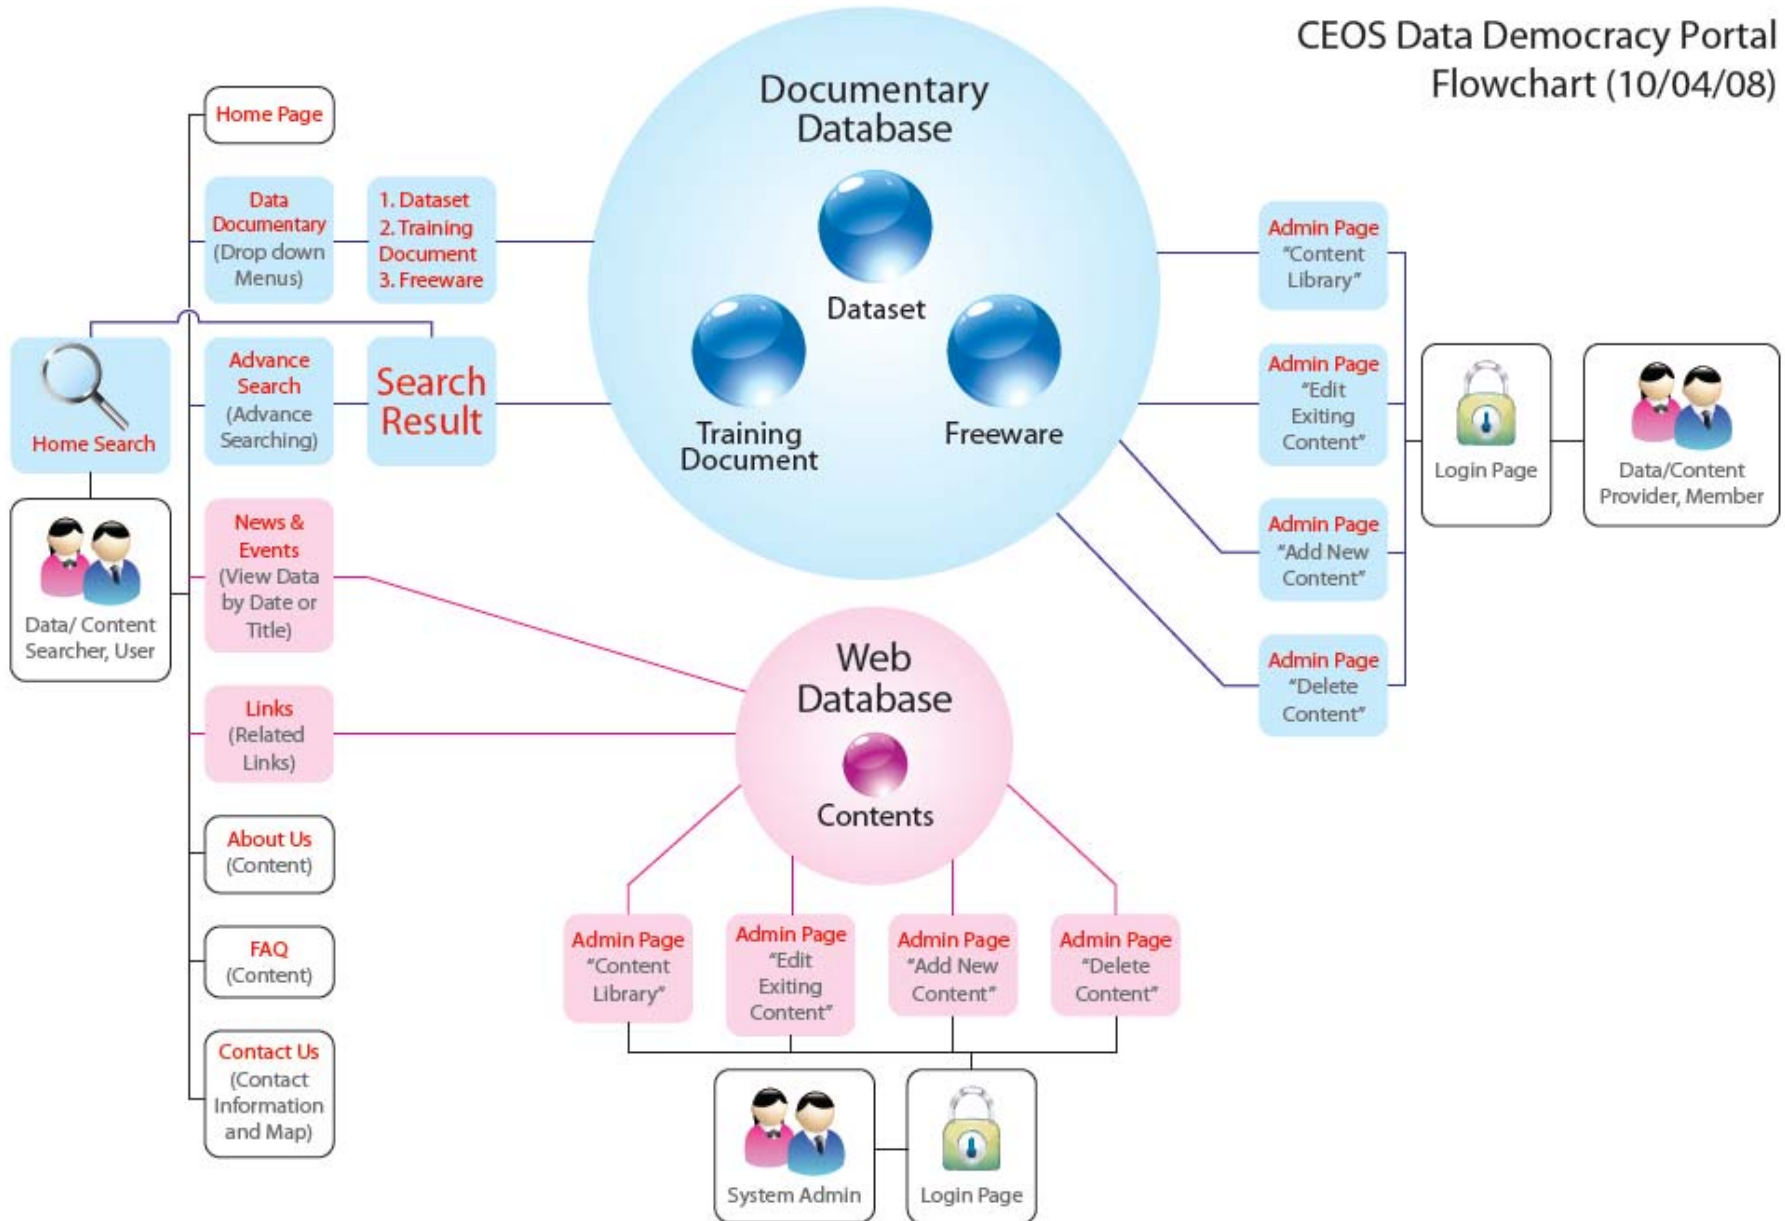 CEOS Data Democracy Portal
Flowchart (10/04/08)
Home Page
Data
Documentary
(Drop down
Menus)
1. Dataset
2. Training
Document
3. Freeware
Home Search
Advance
Search
(Advance
Searching)
Search
Result
Data/ Content
Searcher, User
News &
Events
(View Data
by Date or
Title)
Links
(Related
Links)
About Us
(Content)
FAQ
(Content)
Contact Us
(Contact
Information
and Map)
Documentary
Database
Dataset
Training
Document
Freeware
Web
Database
Contents
Admin Page
"Content
Library"
Admin Page
"Edit
Exiting
Content"
Admin Page
"Add New
Content"
Admin Page
"Delete
Content"
Login Page
Data/Content
Provider, Member
Admin Page
"Content
Library"
Admin Page
"Edit
Exiting
Content"
Admin Page
"Add New
Content"
Admin Page
"Delete
Content"
System Admin
Login Page